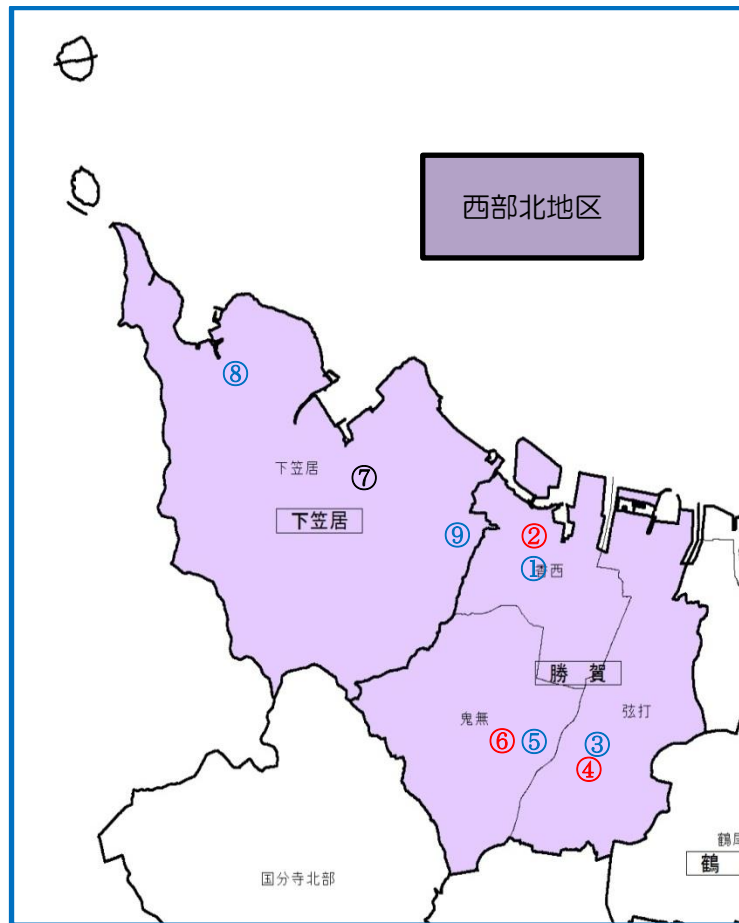 西部北地区
⑧
下笠居
⑦
下笠居
⑨
②
①
香西
勝 賀
弦打
鬼無
⑥
⑤
③
④
鶴
国分寺北部